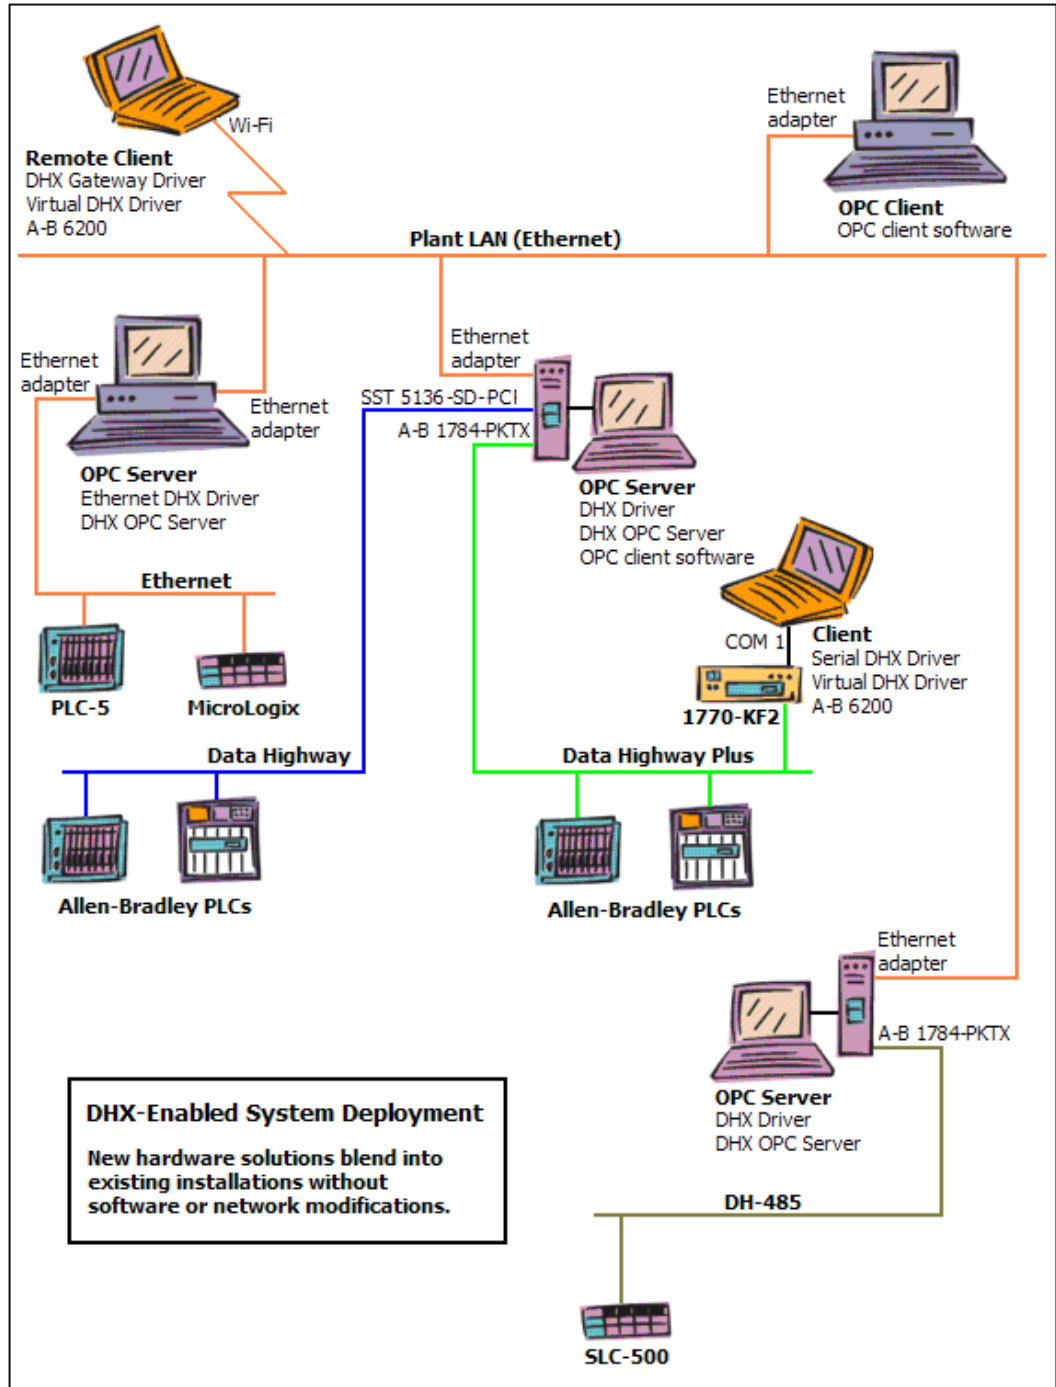 Wi-Fi
Remote Client
DHX Gateway Driver
Virtual DHX Driver
A-B 6200
Ethernet
adapter
OPC Client
OPC client software
Plant LAN (Ethernet)
Ethernet
adapter
Ethernet
adapter
OPC Server
Ethernet DHX Driver
DHX OPC Server
Ethernet
adapter
SST 5136-SD-PCI
A-B 1784-PKTX
OPC Server
DHX Driver
DHX OPC Server
OPC client software
Ethernet
PLC-5
MicroLogix
COM 1
Client
Serial DHX Driver
Virtual DHX Driver
A-B 6200
1770-KF2
Data Highway
Allen-Bradley PLCs
Data Highway Plus
Allen-Bradley PLCs
Ethernet
adapter
A-B 1784-PKTX
OPC Server
DHX Driver
DHX OPC Server
DH-485
SLC-500
DHX-Enabled System Deployment
New hardware solutions blend into
existing installations without
software or network modifications.